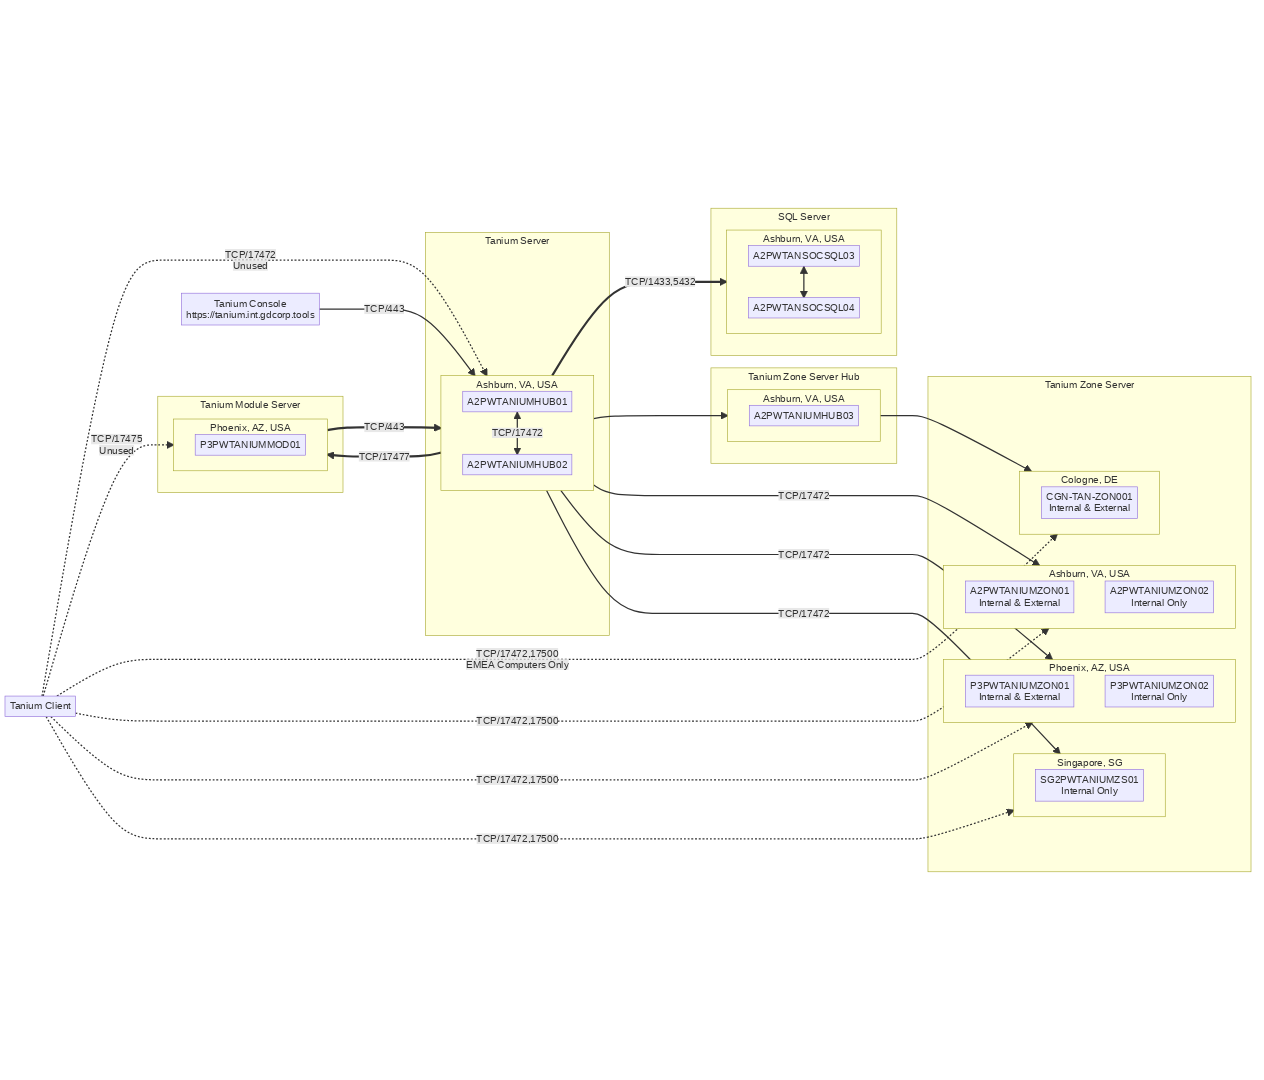 SQL Server
Ashburn, VA, USA
A2PWTANSOCSQL03
A2PWTANSOCSQL04
Tanium Server
TCP/17472
Unused
TCP/1433,5432
Tanium Console
https://tanium.int.gdcorp.tools
TCP/443
Ashburn, VA, USA
A2PWTANIUMHUB01
TCP/17472
A2PWTANIUMHUB02
Tanium Zone Server Hub
Ashburn, VA, USA
A2PWTANIUMHUB03
Tanium Module Server
Phoenix, AZ, USA
P3PWTANIUMMOD01
TCP/443
TCP/17477
TCP/17475
Unused
Tanium Zone Server
Cologne, DE
CGN-TAN-ZON001
Internal & External
TCP/17472
TCP/17472
TCP/17472
Ashburn, VA, USA
A2PWTANIUMZON01
Internal & External
A2PWTANIUMZON02
Internal Only
TCP/17472,17500
EMEA Computers Only
Phoenix, AZ, USA
P3PWTANIUMZON01
Internal & External
P3PWTANIUMZON02
Internal Only
Tanium Client
TCP/17472,17500
TCP/17472,17500
Singapore, SG
SG2PWTANIUMZS01
Internal Only
TCP/17472,17500